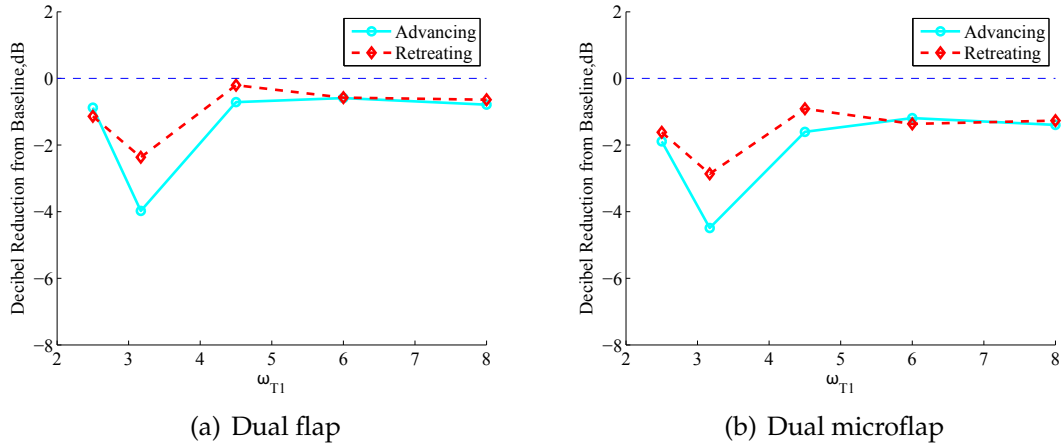 Decibel Reduction from Baseline,dB
2
0
−2
−4
−6
−8
2
3
4
5
6
7
8
ω_T1
Advancing
Retreating
(a) Dual flap
Decibel Reduction from Baseline,dB
2
0
−2
−4
−6
−8
2
3
4
5
6
7
8
ω_T1
Advancing
Retreating
(b) Dual microflap